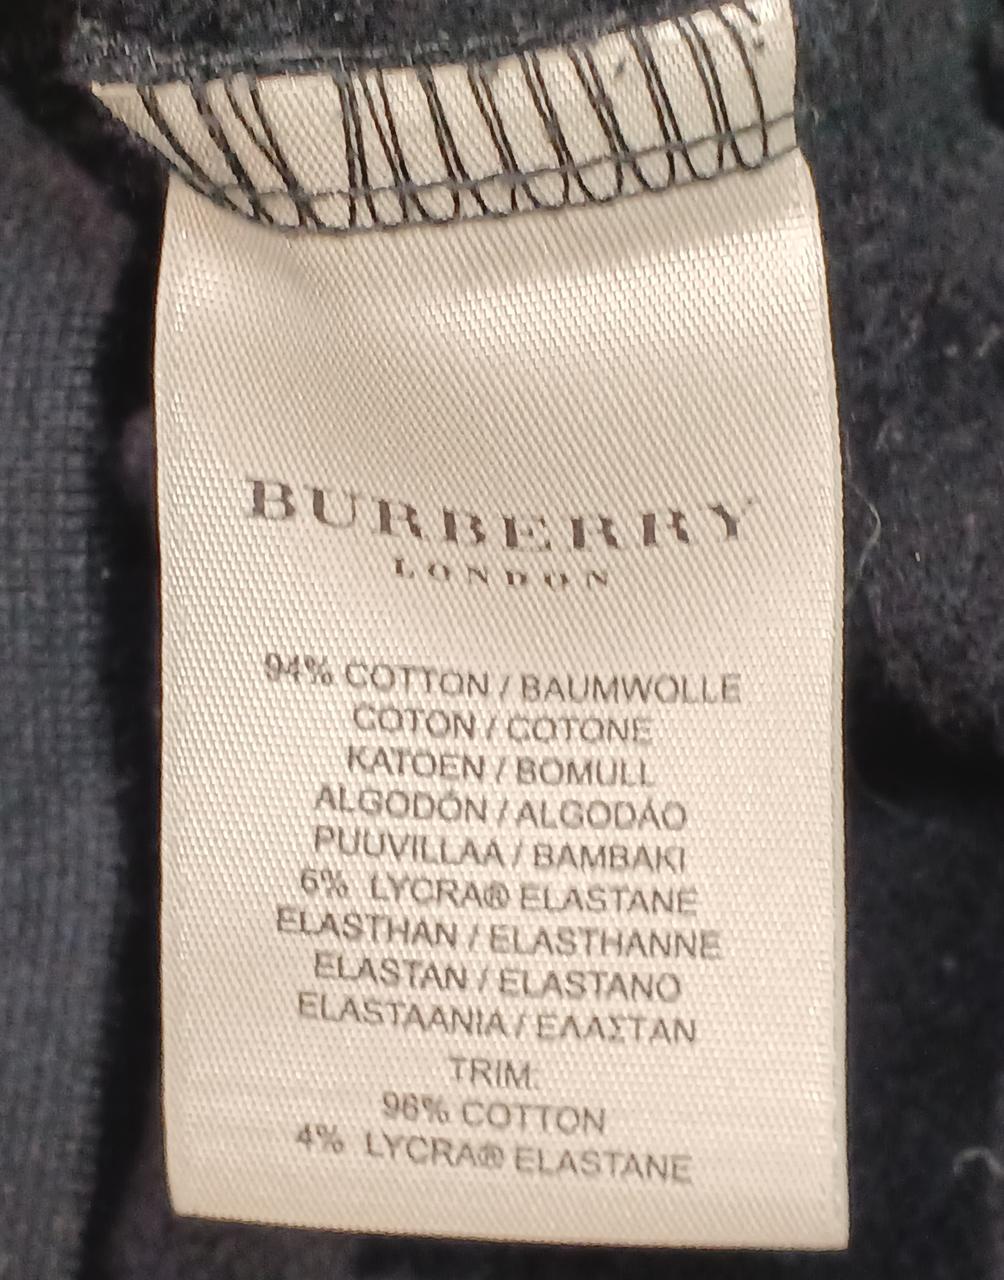 BURBERRY
LONDON
94% COTTON / BAUMWOLLE
COTON / COTONE
KATOEN / BOMULL
ALGODÓN / ALGODÁO
PUUVILLAA / BAMBAKI
6% LYCRA® ELASTANE
ELASTHAN / ELASTHANNE
ELASTAN / ELASTANO
ELASTAANIA / ΕΛΑΣΤΑΝ
TRIM:
96% COTTON
4% LYCRA® ELASTANE